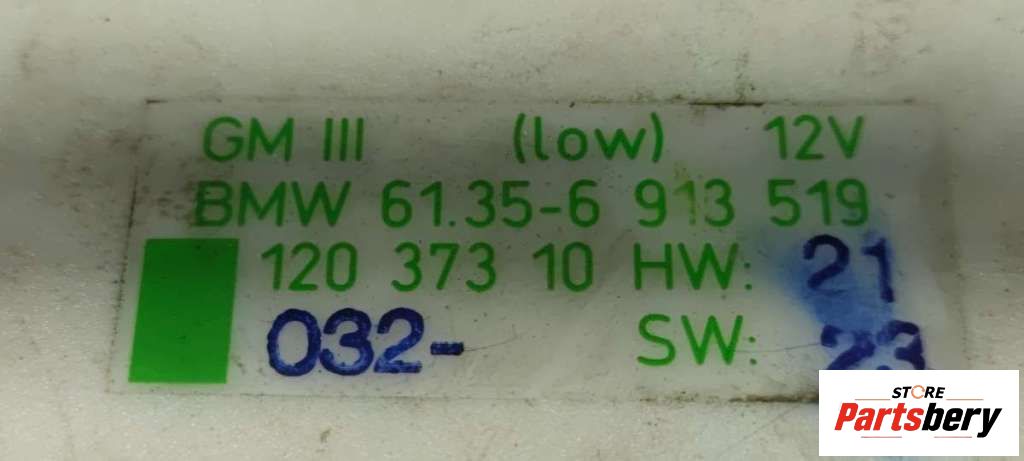 GM III (low) 12V
BMW 61.35-6 913 519
120 373 10 HW: 21
032- SW: 23
STORE
Partsbery